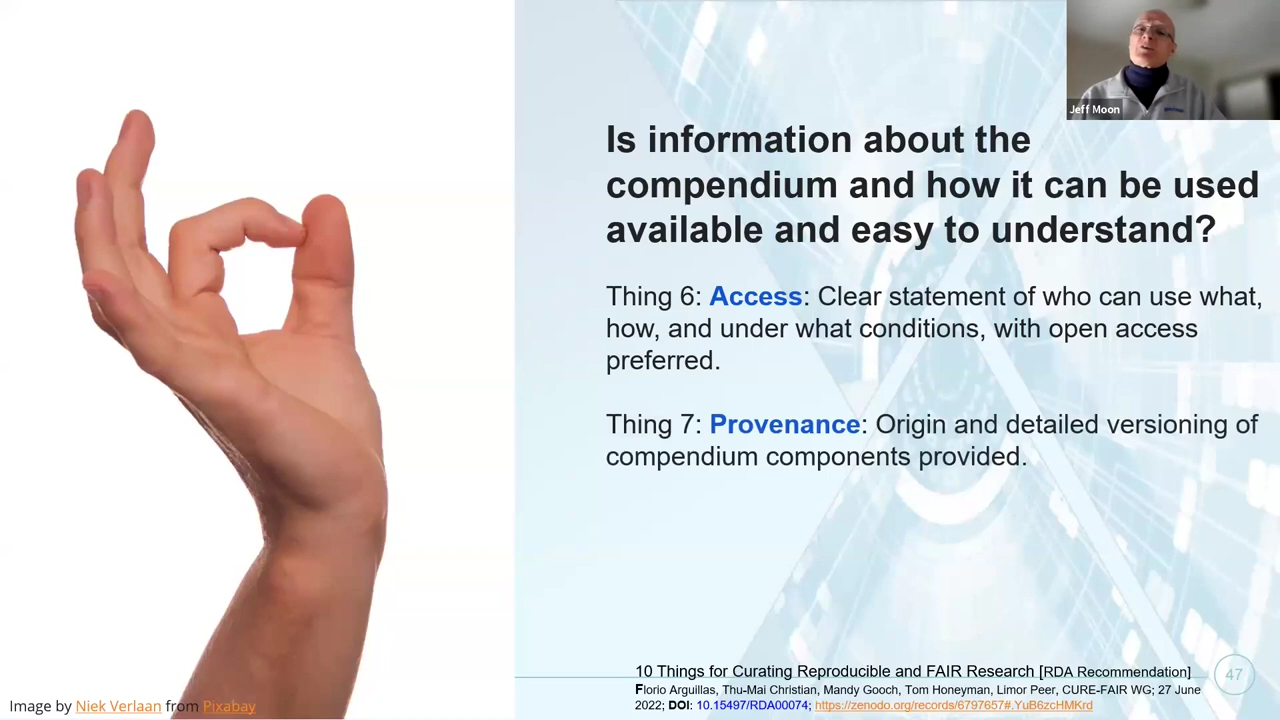 Jeff Moon
Is information about the
compendium and how it can be used
available and easy to understand?
Thing 6: Access: Clear statement of who can use what,
how, and under what conditions, with open access
preferred.
Thing 7: Provenance: Origin and detailed versioning of
compendium components provided.
10 Things for Curating Reproducible and FAIR Research [RDA Recommendation]
Florio Arguillas, Thu-Mai Christian, Mandy Gooch, Tom Honeyman, Limor Peer, CURE-FAIR WG; 27 June
2022; DOI: 10.15497/RDA00074; https://zenodo.org/records/6797657#.YuB6zcHMKrd
47
Image by Niek Verlaan from Pixabay